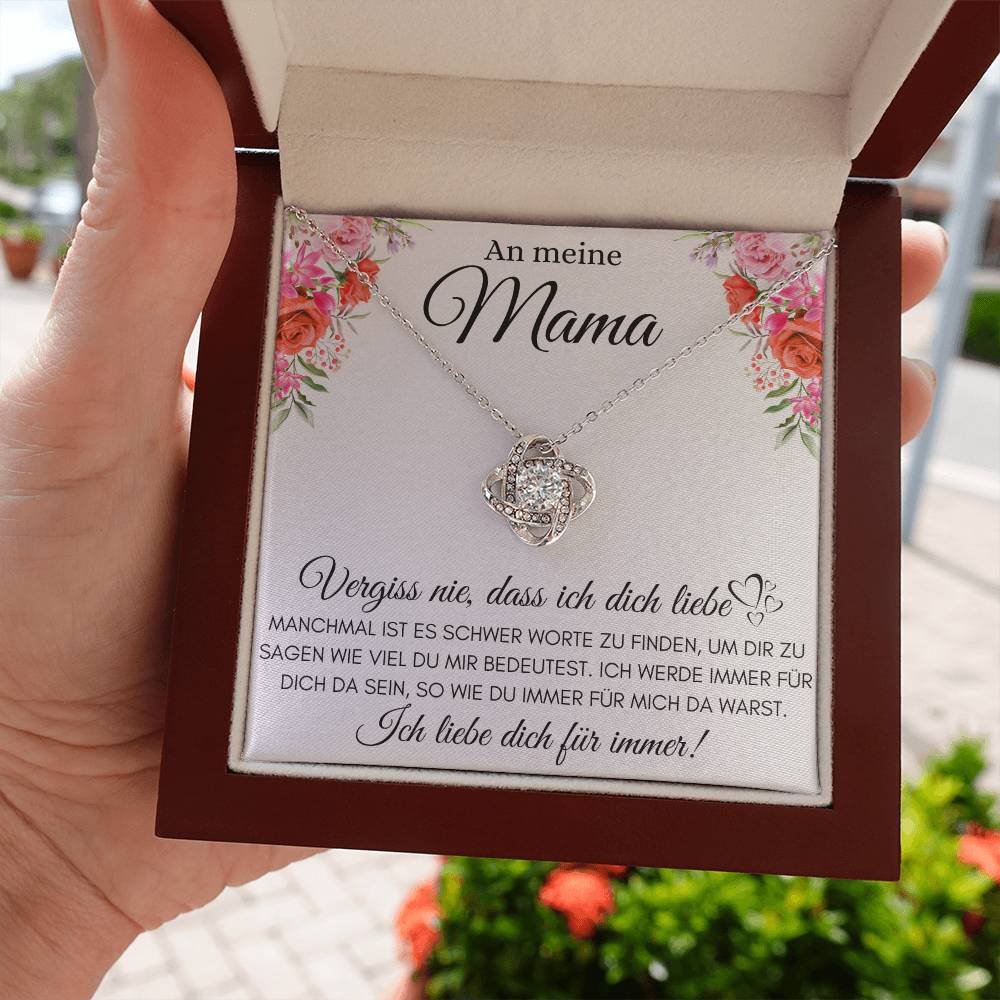 An meine
Mama
Vergiss nie, dass ich dich liebe
MANCHMAL IST ES SCHWER WORTE ZU FINDEN, UM DIR ZU
SAGEN WIE VIEL DU MIR BEDEUTEST. ICH WERDE IMMER FÜR
DICH DA SEIN, SO WIE DU IMMER FÜR MICH DA WARST.
Ich liebe dich für immer!